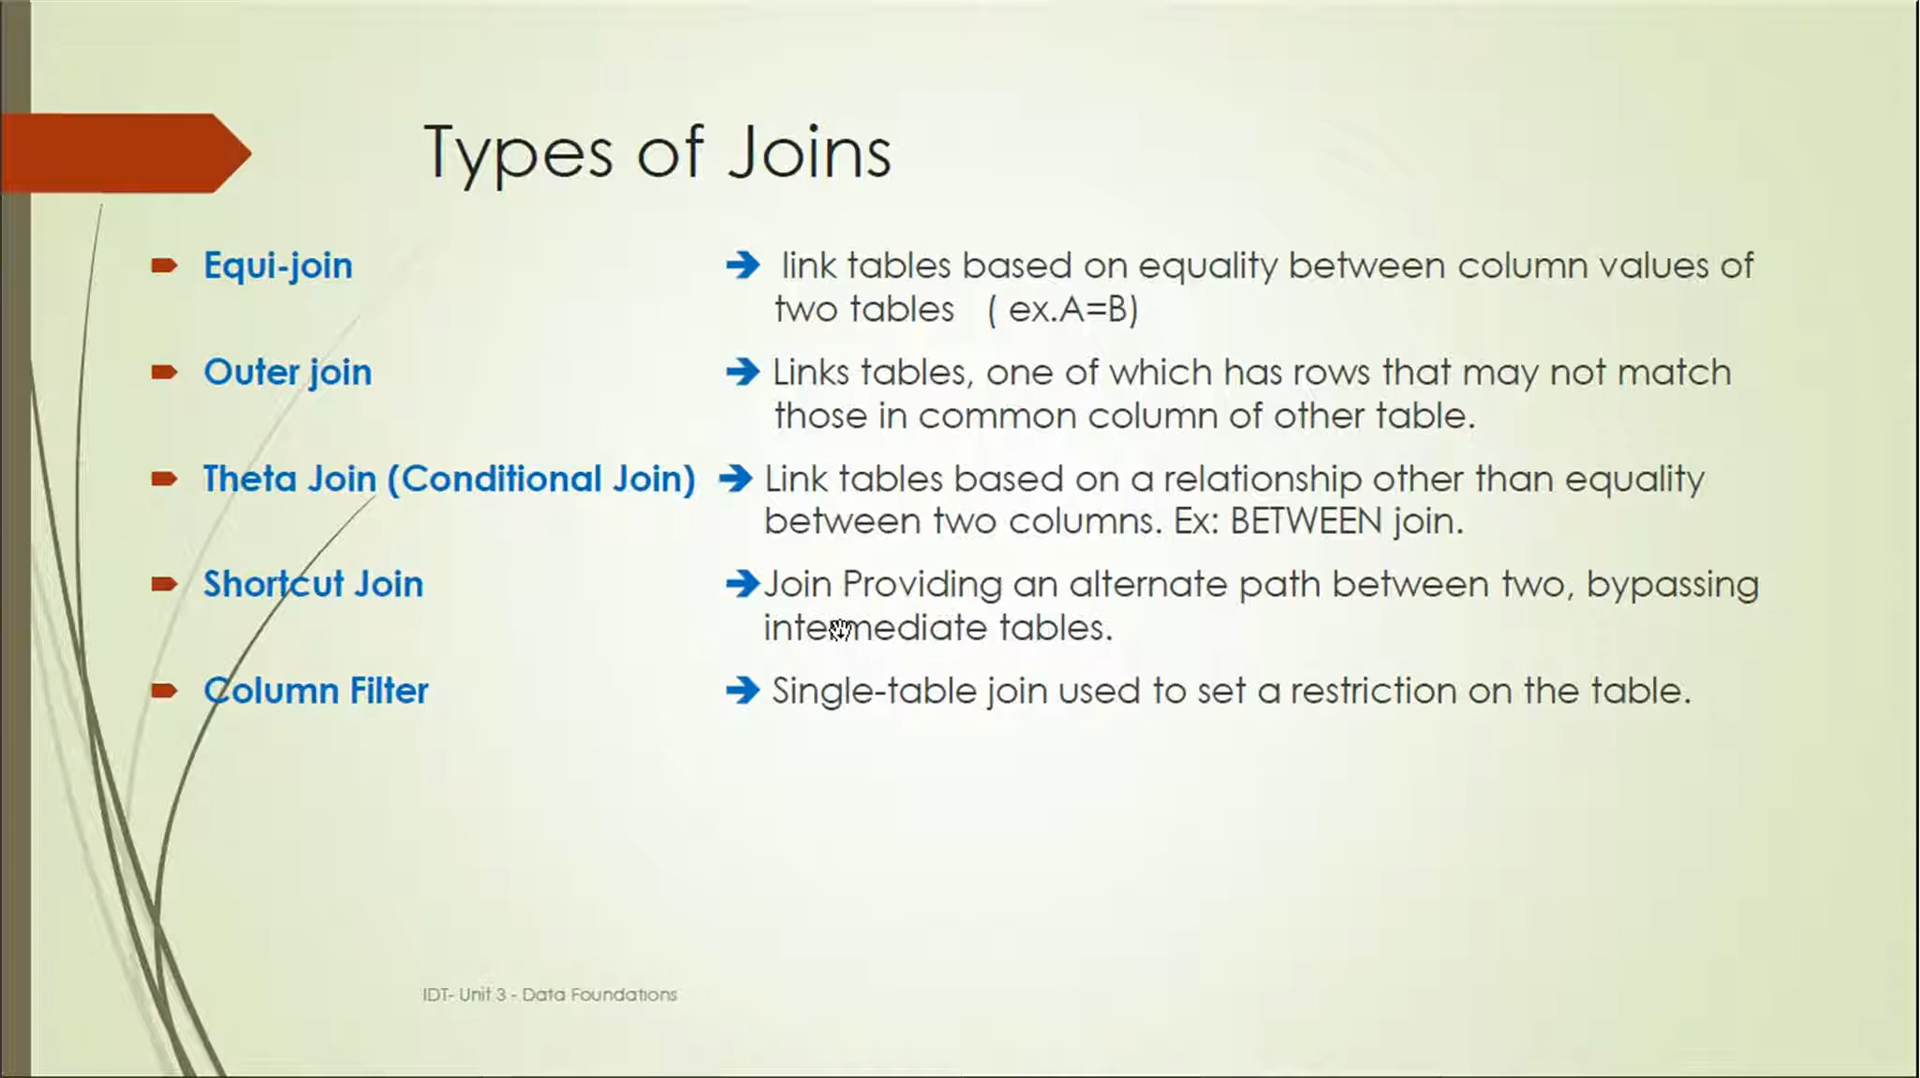 Types of Joins
Equi-join ➔ link tables based on equality between column values of
two tables ( ex.A=B)
Outer join ➔ Links tables, one of which has rows that may not match
those in common column of other table.
Theta Join (Conditional Join) ➔ Link tables based on a relationship other than equality
between two columns. Ex: BETWEEN join.
Shortcut Join ➔ Join Providing an alternate path between two, bypassing
intermediate tables.
Column Filter ➔ Single-table join used to set a restriction on the table.
IDT- Unit 3 - Data Foundations